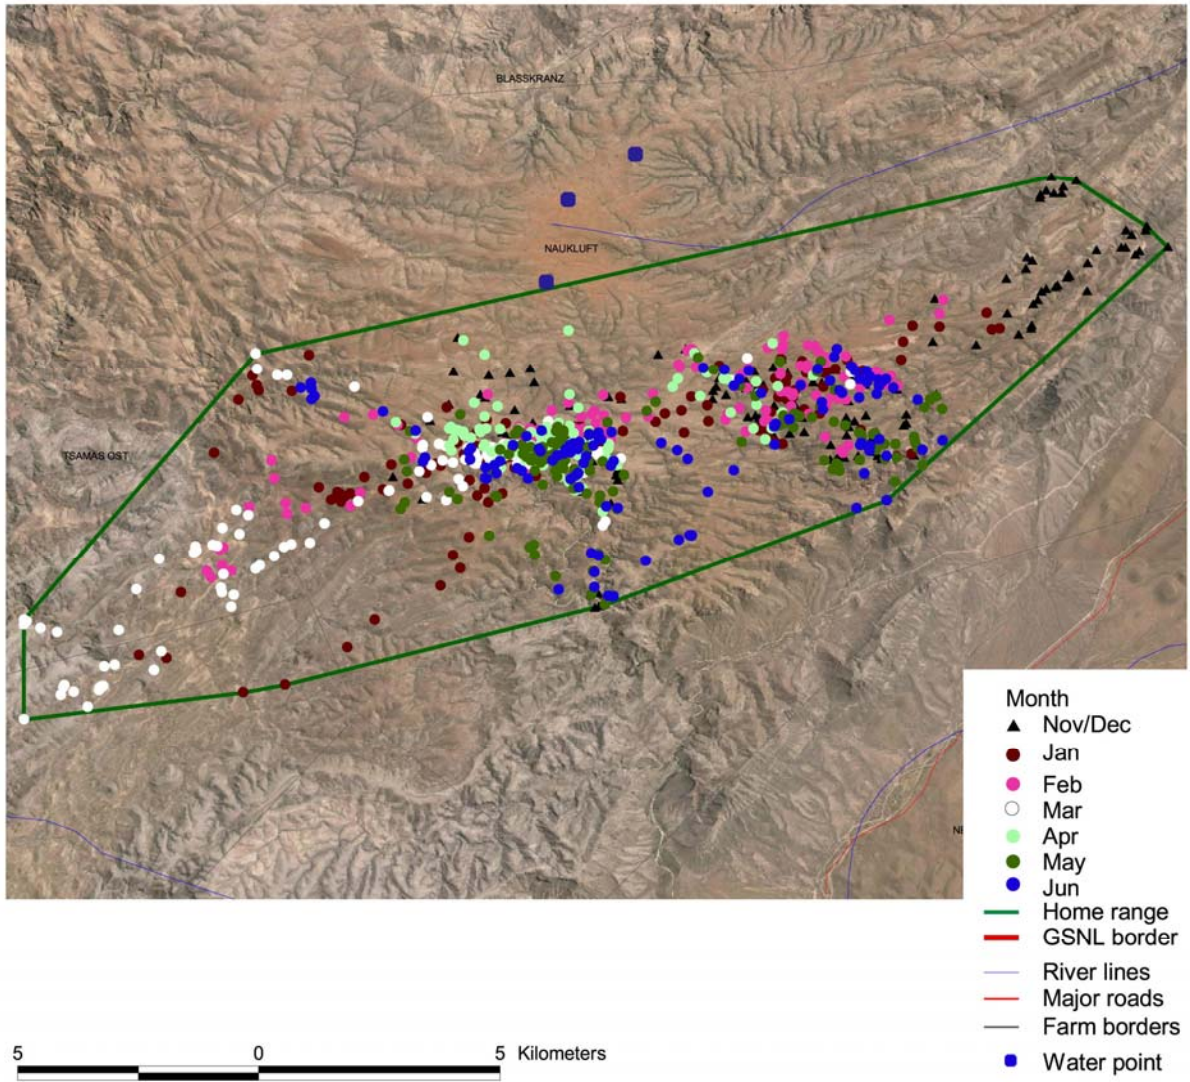 BLASSKRANZ
NAUKLUFT
TSAMAS OST
NE
Month
Nov/Dec
Jan
Feb
Mar
Apr
May
Jun
Home range
GSNL border
River lines
Major roads
Farm borders
Water point
5 0 5 Kilometers